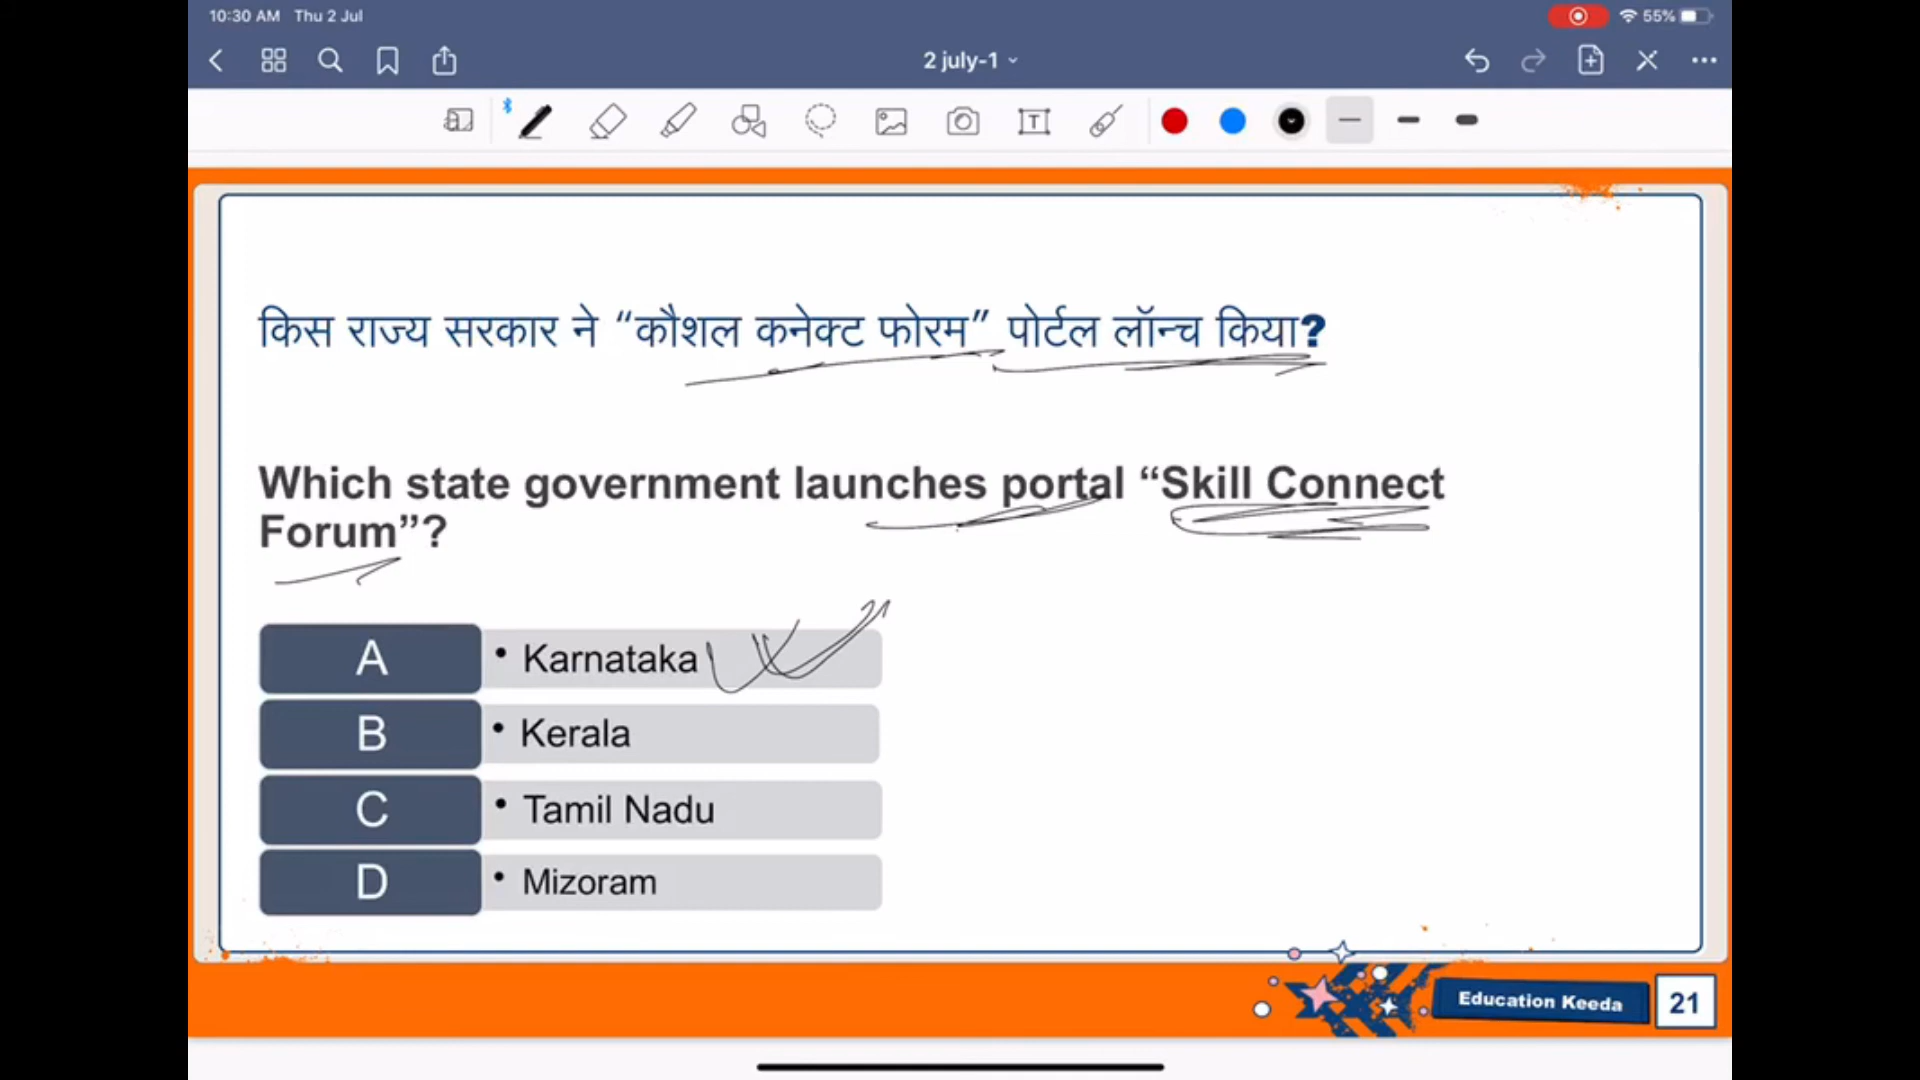 10:30 AM Thu 2 Jul
55%
2 july-1
किस राज्य सरकार ने “कौशल कनेक्ट फोरम” पोर्टल लॉन्च किया?
Which state government launches portal “Skill Connect
Forum”?
A • Karnataka
B • Kerala
C • Tamil Nadu
D • Mizoram
Education Keeda 21